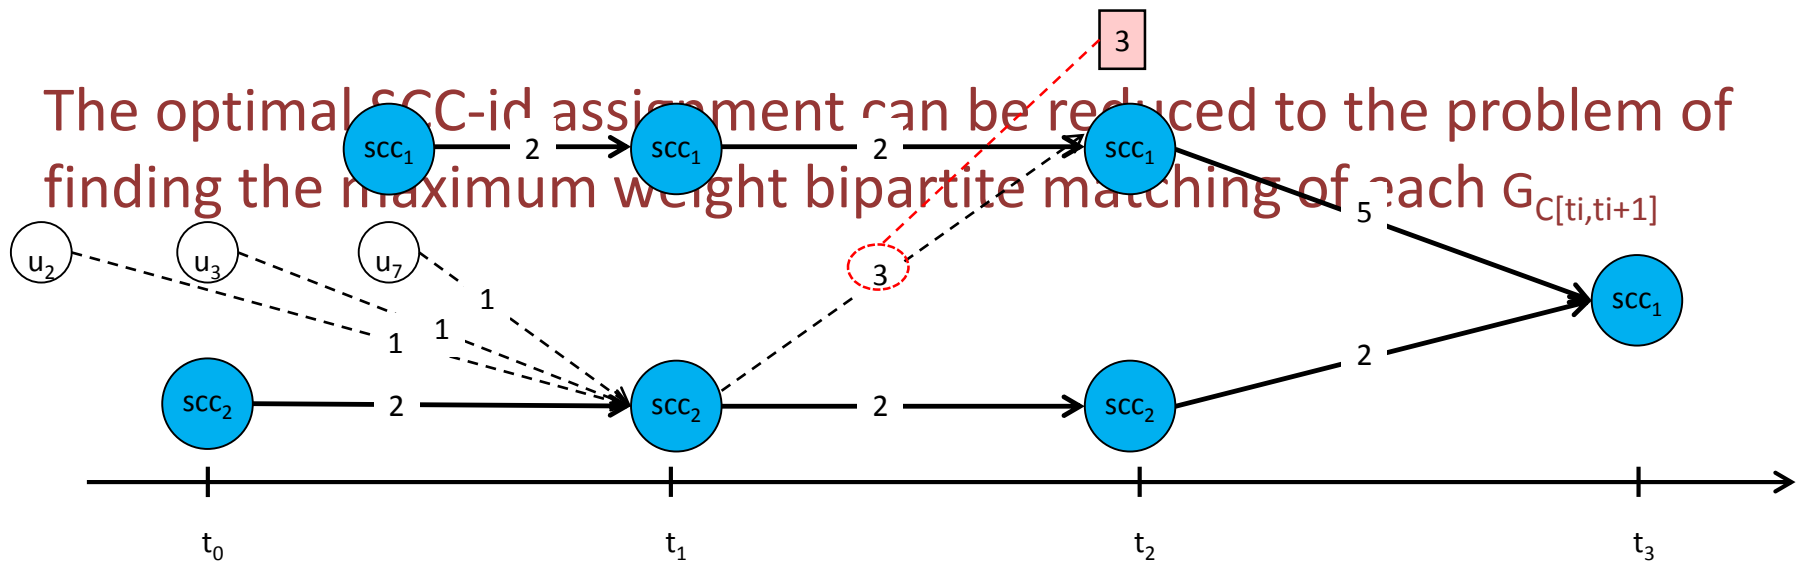 3
The optimal SCC-id assignment can be reduced to the problem of
scc₁ 2 scc₁ 2 scc₁
finding the maximum weight bipartite matching of each G_C[ti,ti+1]
5
u₂ u₃ u₇ 3
1 1 1
scc₁
2
scc₂ 2 scc₂ 2 scc₂
t₀ t₁ t₂ t₃